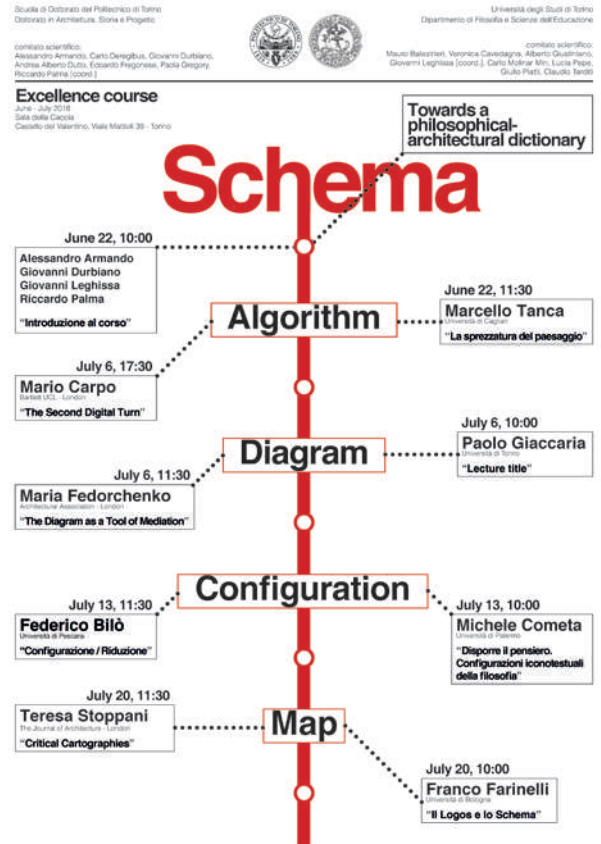 Scuola di Dottorato del Politecnico di Torino
Dottorato in Architettura. Storia e Progetto
comitato scientifico:
Alessandro Armando, Carlo Deregibus, Giovanni Durbiano,
Andrea Alberto Dutto, Edoardo Fregonese, Paola Gregory,
Riccardo Palma [coord.]
Università degli Studi di Torino
Dipartimento di Filosofia e Scienze dell'Educazione
comitato scientifico:
Mauro Balestrieri, Veronica Cavedagna, Alberto Giustiniano,
Giovanni Leghissa [coord.], Carlo Molinar Min, Lucia Pepe,
Giulio Piatti, Claudio Tarditi
Excellence course
June - July 2018
Sala della Caccia
Castello del Valentino, Viale Mattioli 39 - Torino
Towards a
philosophical-
architectural dictionary
Schema
June 22, 10:00
Alessandro Armando
Giovanni Durbiano
Giovanni Leghissa
Riccardo Palma
"Introduzione al corso"
June 22, 11:30
Marcello Tanca
Università di Cagliari
"La sprezzatura del paesaggio"
Algorithm
July 6, 17:30
Mario Carpo
Bartlett UCL - London
"The Second Digital Turn"
July 6, 10:00
Paolo Giaccaria
Università di Torino
"Lecture title"
Diagram
July 6, 11:30
Maria Fedorchenko
Architectural Association - London
"The Diagram as a Tool of Mediation"
Configuration
July 13, 11:30
Federico Bilò
Università di Pescara
"Configurazione / Riduzione"
July 13, 10:00
Michele Cometa
Università di Palermo
"Disporre il pensiero.
Configurazioni iconotestuali
della filosofia"
July 20, 11:30
Teresa Stoppani
The Journal of Architecture - London
"Critical Cartographies"
Map
July 20, 10:00
Franco Farinelli
Università di Bologna
"Il Logos e lo Schema"